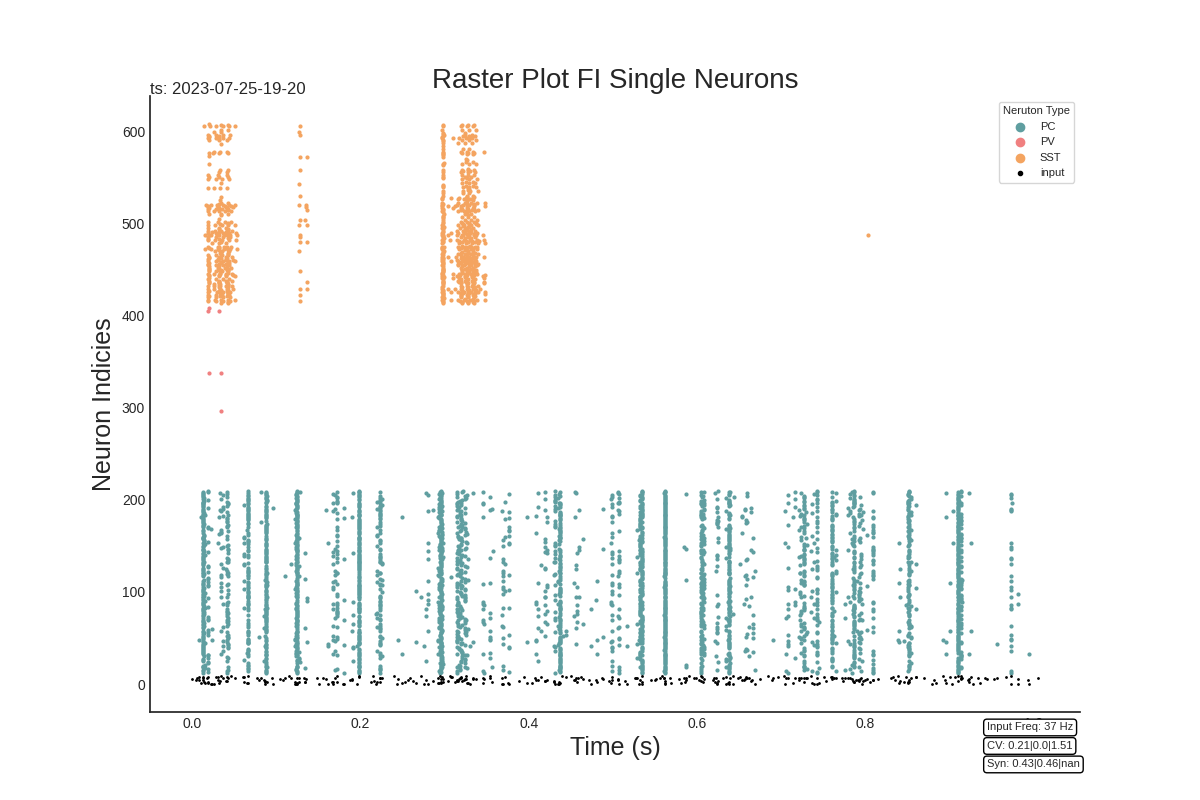 Raster Plot FI Single Neurons
ts: 2023-07-25-19-20
Neruton Type
PC
PV
SST
input
600
500
400
300
200
100
0
Neuron Indicies
0.0 0.2 0.4 0.6 0.8
Time (s)
Input Freq: 37 Hz
CV: 0.21|0.0|1.51
Syn: 0.43|0.46|nan